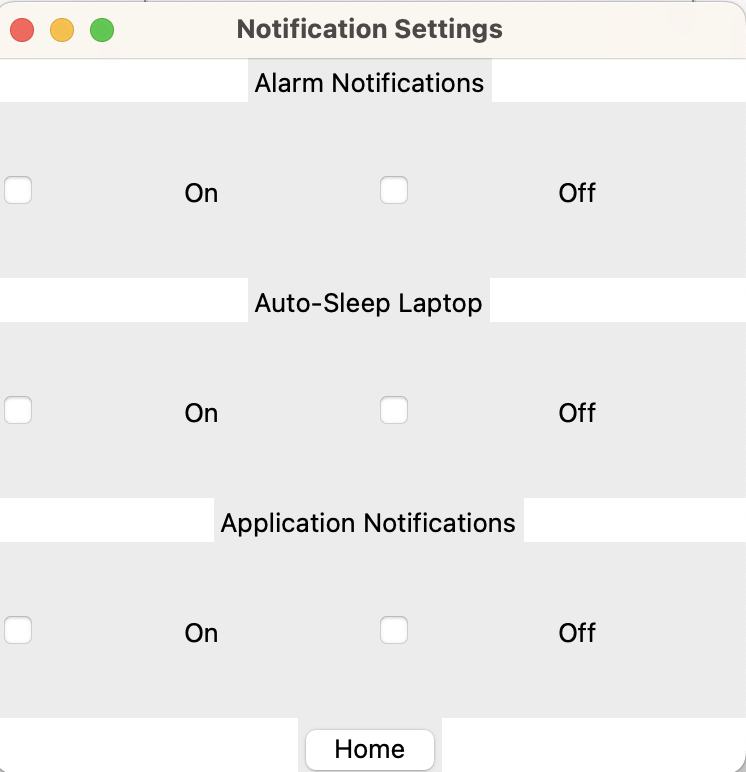 Notification Settings
Alarm Notifications
On Off
Auto-Sleep Laptop
On Off
Application Notifications
On Off
Home